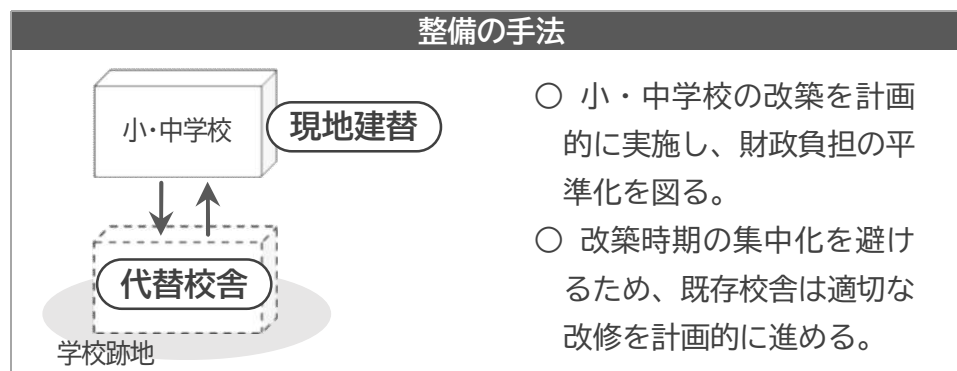 整備の手法
小・中学校
現地建替
代替校舎
学校跡地
○ 小・中学校の改築を計画
的に実施し、財政負担の平
準化を図る。
○ 改築時期の集中化を避け
るため、既存校舎は適切な
改修を計画的に進める。